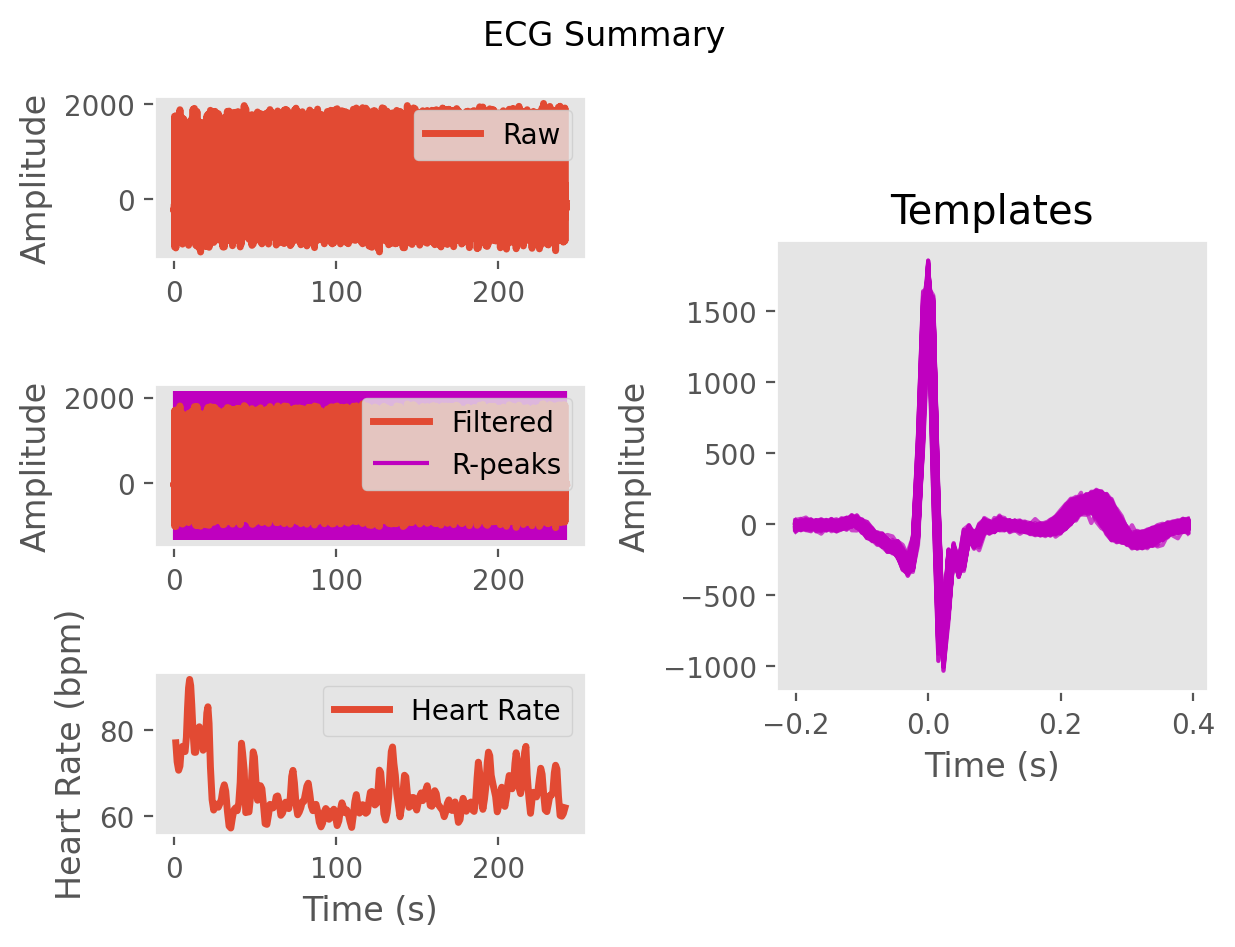 ECG Summary
Amplitude
2000
0
Raw
0 100 200
Amplitude
2000
0
Filtered
R-peaks
0 100 200
Heart Rate (bpm)
80
60
Heart Rate
0 100 200
Time (s)
Templates
Amplitude
1500
1000
500
0
−500
−1000
−0.2 0.0 0.2 0.4
Time (s)